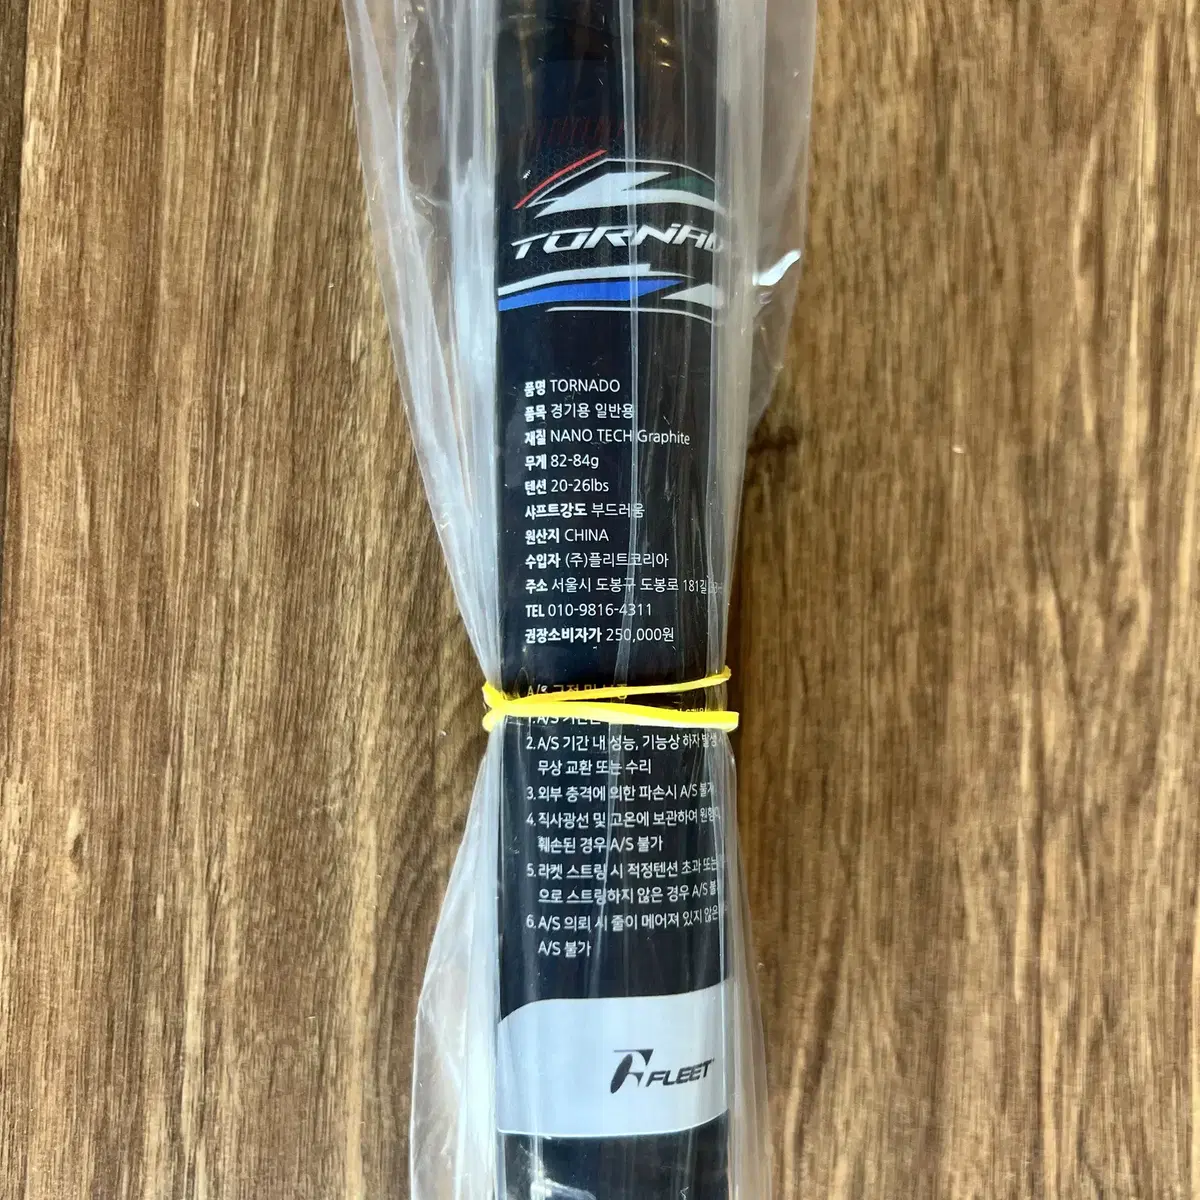 TORNAD
품명 TORNADO
품목 경기용 일반용
재질 NANO TECH Graphite
무게 82-84g
텐션 20-26lbs
샤프트강도 부드러움
원산지 CHINA
수입자 (주)플리트코리아
주소 서울시 도봉구 도봉로 181길
TEL 010-9816-4311
권장소비자가 250,000원
A/S 규정 및
1. A/S 기간은
2. A/S 기간 내 성능, 기능상 하자 발생
무상 교환 또는 수리
3. 외부 충격에 의한 파손시 A/S 불가
4. 직사광선 및 고온에 보관하여
훼손된 경우 A/S 불가
5. 라켓 스트링 시 적정텐션 초과 또는
으로 스트링하지 않은 경우 A/S
6. A/S 의뢰 시 줄이 메어져 있지 않은
A/S 불가
FLEET